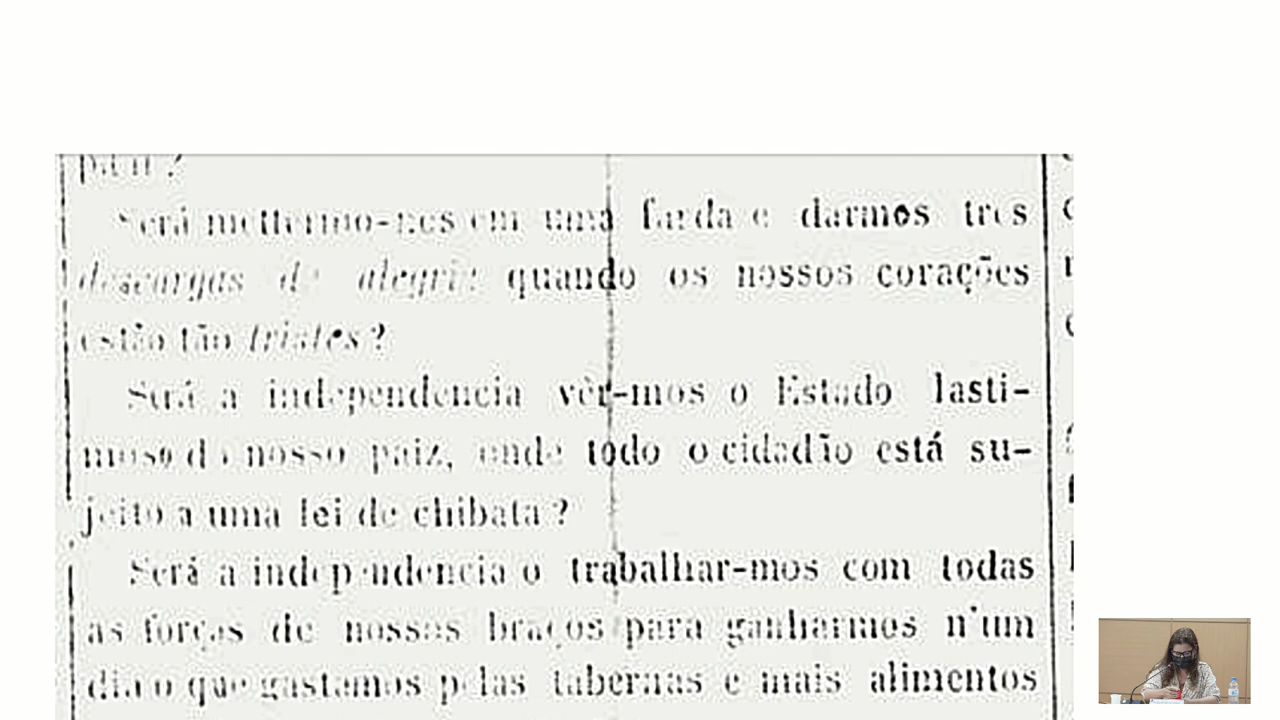 Será mettermo-nos em uma farda e darmos tres
descargas de alegria quando os nossos corações
estão tão tristes?
Será a independencia vêr-mos o Estado lasti-
moso do nosso paiz, onde todo o cidadão está su-
jeito a uma lei de chibata?
Será a independencia o trabalhar-mos com todas
as forças de nossos braços para ganharmos n'um
dia o que gastamos pelas tabernas e mais alimentos